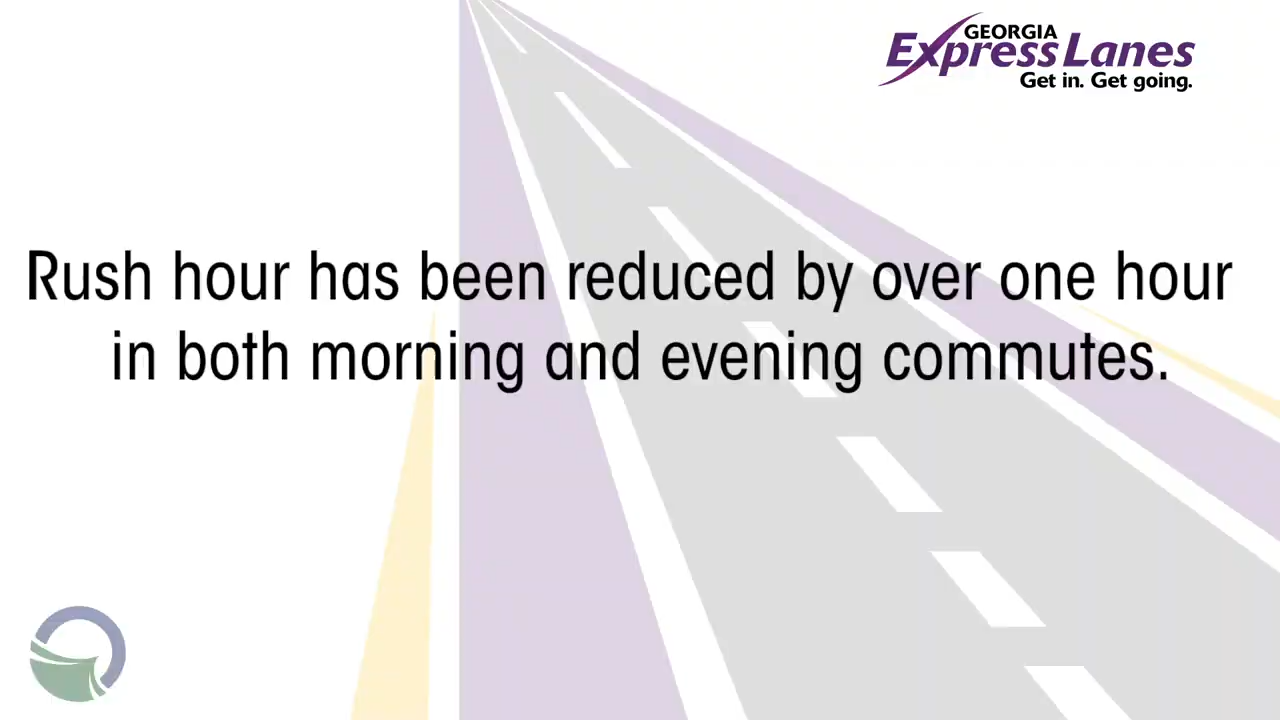 GEORGIA
Express Lanes
Get in. Get going.
Rush hour has been reduced by over one hour
in both morning and evening commutes.